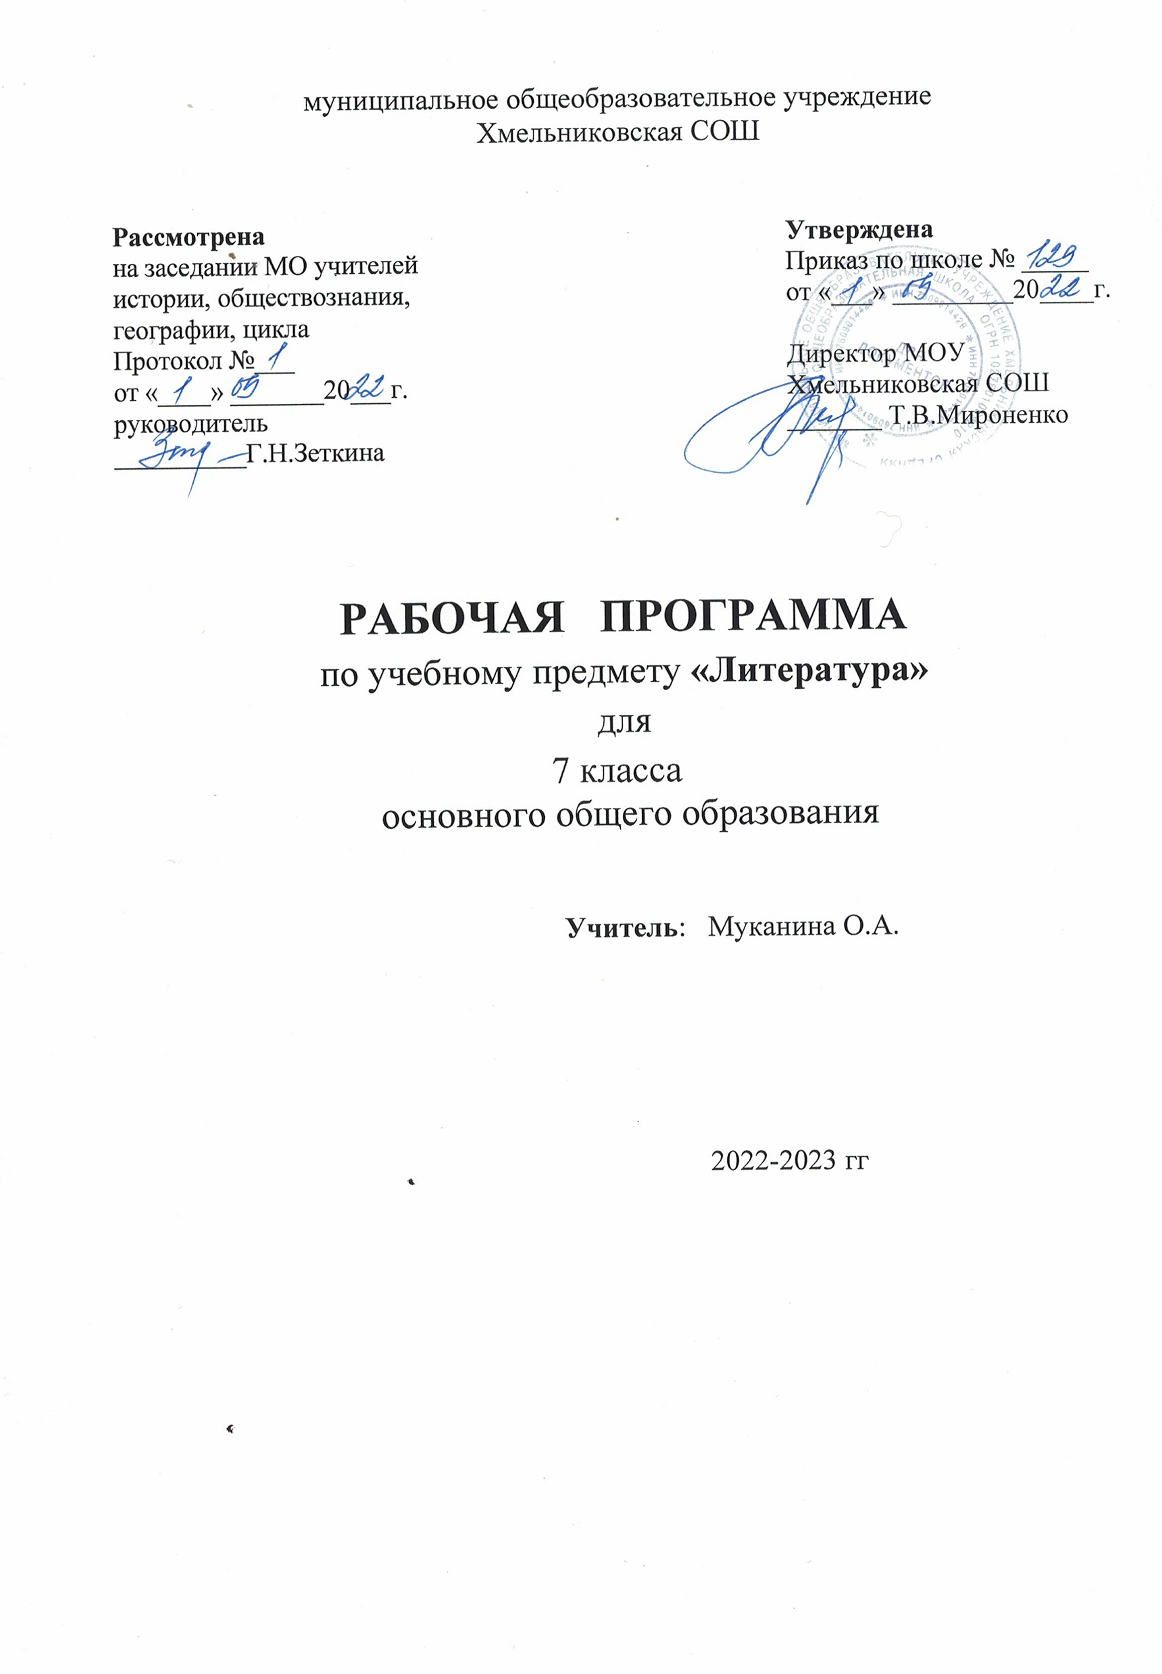 муниципальное общеобразовательное учреждение
Хмельниковская СОШ
Рассмотрена
на заседании МО учителей
истории, обществознания,
географии, цикла
Протокол № 1
от « 1 » 09 2022 г.
руководитель
Г.Н.Зеткина
Утверждена
Приказ по школе № 129
от « 1 » 09 2022 г.
Директор МОУ
Хмельниковская СОШ
Т.В.Мироненко
РАБОЧАЯ ПРОГРАММА
по учебному предмету «Литература»
для
7 класса
основного общего образования
Учитель: Муканина О.А.
2022-2023 гг